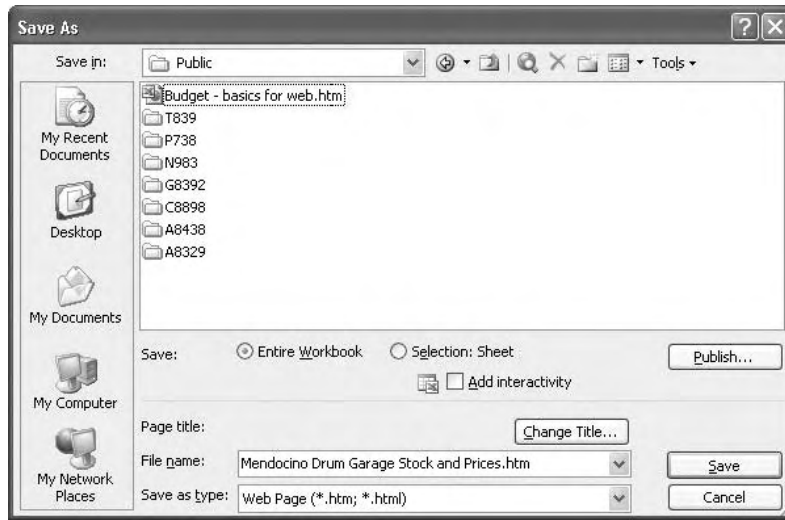 Save As
Save in:
Public
Tools
Budget - basics for web.htm
T839
P738
N983
G8392
C8898
A8438
A8329
My Recent
Documents
Desktop
My Documents
My Computer
My Network
Places
Save:
Entire Workbook
Selection: Sheet
Publish...
Add interactivity
Page title:
Change Title...
File name:
Mendocino Drum Garage Stock and Prices.htm
Save
Save as type:
Web Page (*.htm; *.html)
Cancel